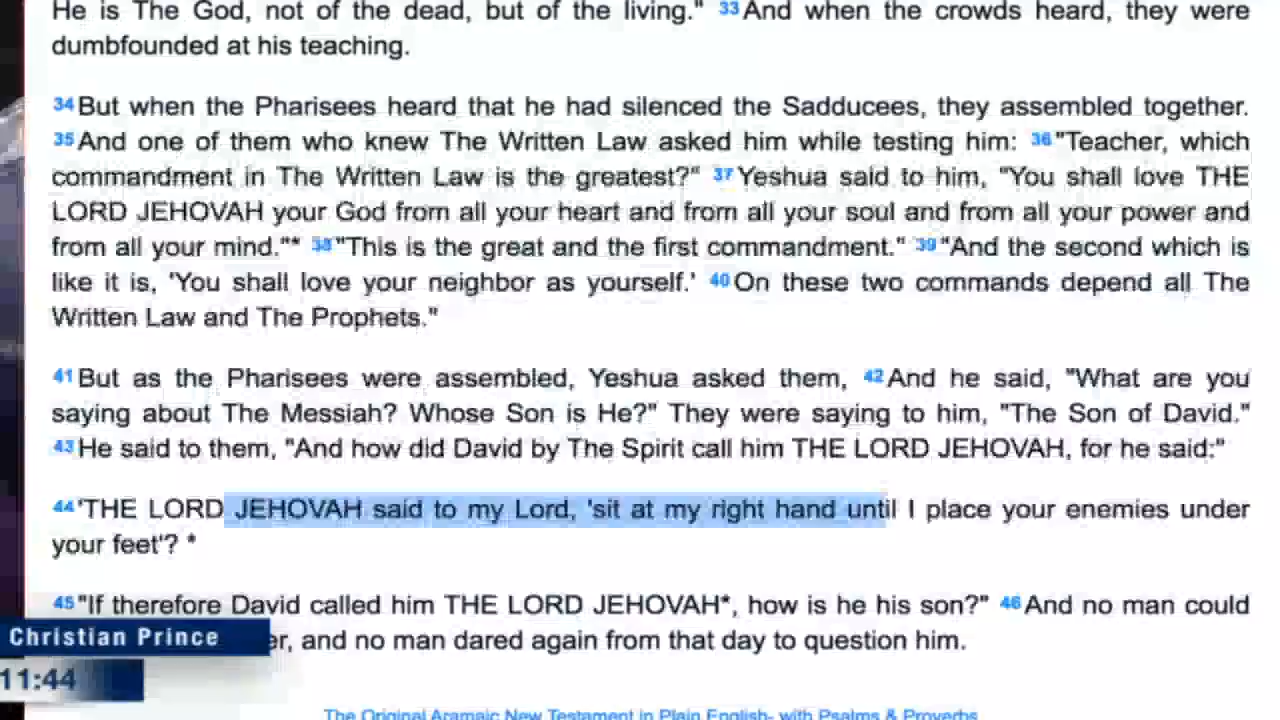 He is The God, not of the dead, but of the living." 33 And when the crowds heard, they were
dumbfounded at his teaching.
34 But when the Pharisees heard that he had silenced the Sadducees, they assembled together.
35 And one of them who knew The Written Law asked him while testing him: 36 "Teacher, which
commandment in The Written Law is the greatest?" 37 Yeshua said to him, "You shall love THE
LORD JEHOVAH your God from all your heart and from all your soul and from all your power and
from all your mind."* 38 "This is the great and the first commandment." 39 "And the second which is
like it is, 'You shall love your neighbor as yourself.' 40 On these two commands depend all The
Written Law and The Prophets."
41 But as the Pharisees were assembled, Yeshua asked them, 42 And he said, "What are you
saying about The Messiah? Whose Son is He?" They were saying to him, "The Son of David."
43 He said to them, "And how did David by The Spirit call him THE LORD JEHOVAH, for he said:"
44 'THE LORD JEHOVAH said to my Lord, 'sit at my right hand until I place your enemies under
your feet'? *
45 "If therefore David called him THE LORD JEHOVAH*, how is he his son?" 46 And no man could
er, and no man dared again from that day to question him.
Christian Prince
11:44
The Original Aramaic New Testament in Plain English- with Psalms & Proverbs